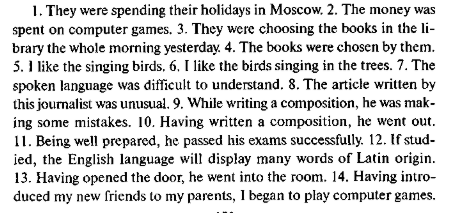 1. They were spending their holidays in Moscow. 2. The money was
spent on computer games. 3. They were choosing the books in the li-
brary the whole morning yesterday. 4. The books were chosen by them.
5. I like the singing birds. 6. I like the birds singing in the trees. 7. The
spoken language was difficult to understand. 8. The article written by
this journalist was unusual. 9. While writing a composition, he was mak-
ing some mistakes. 10. Having written a composition, he went out.
11. Being well prepared, he passed his exams successfully. 12. If stud-
ied, the English language will display many words of Latin origin.
13. Having opened the door, he went into the room. 14. Having intro-
duced my new friends to my parents, I began to play computer games.